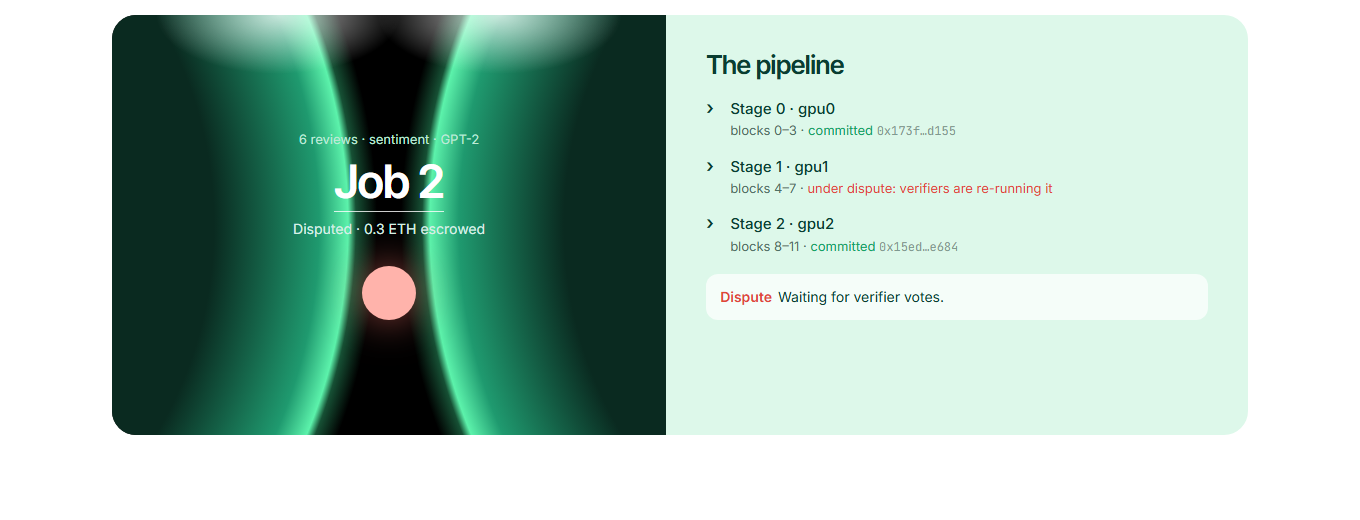 6 reviews · sentiment · GPT-2
Job 2
Disputed · 0.3 ETH escrowed
The pipeline
Stage 0 · gpu0
blocks 0–3 · committed 0x173f…d155
Stage 1 · gpu1
blocks 4–7 · under dispute: verifiers are re-running it
Stage 2 · gpu2
blocks 8–11 · committed 0x15ed…e684
Dispute Waiting for verifier votes.